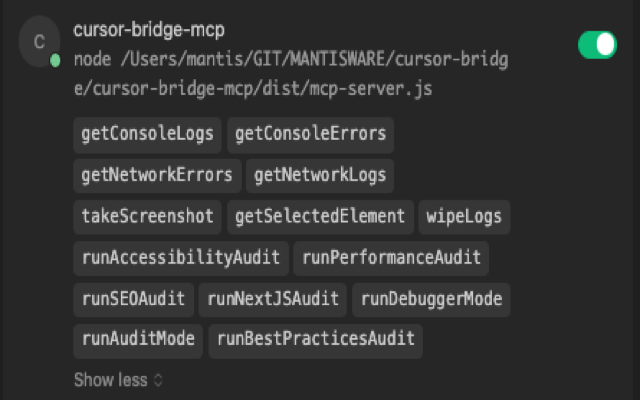 cursor-bridge-mcp
C
node /Users/mantis/GIT/MANTISWARE/cursor-bridg
e/cursor-bridge-mcp/dist/mcp-server.js
getConsoleLogs getConsoleErrors
getNetworkErrors getNetworkLogs
takeScreenshot getSelectedElement wipeLogs
runAccessibilityAudit runPerformanceAudit
runSEOAudit runNextJSAudit runDebuggerMode
runAuditMode runBestPracticesAudit
Show less